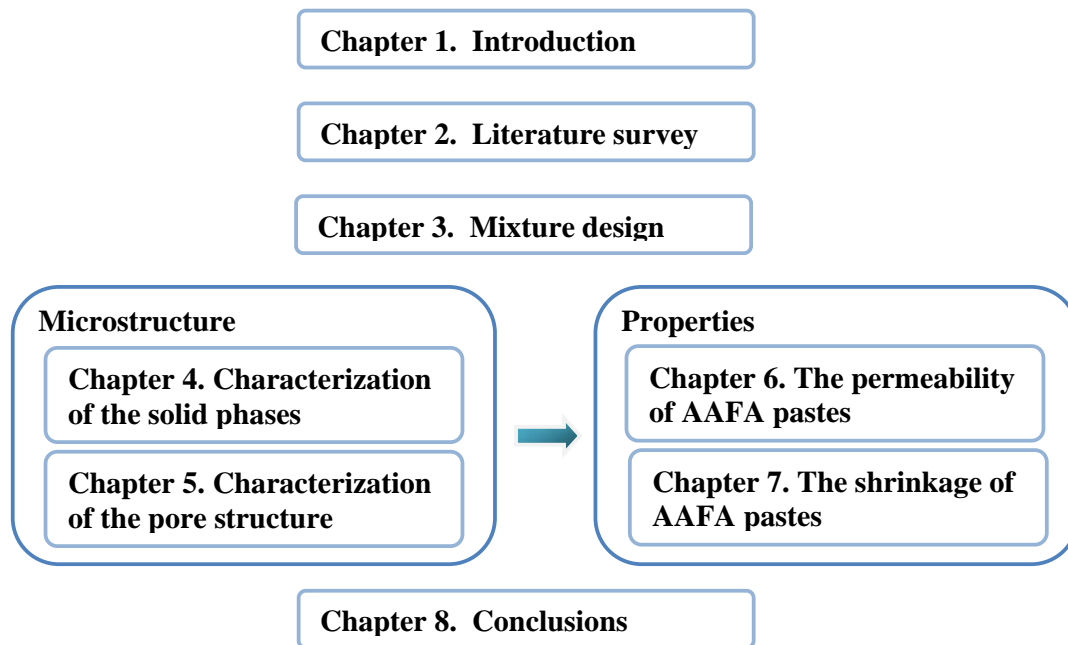 Chapter 1.  Introduction
Chapter 2.  Literature survey
Chapter 3.  Mixture design
Microstructure
Chapter 4. Characterization
of the solid phases
Chapter 5. Characterization
of the pore structure
Properties
Chapter 6. The permeability
of AAFA pastes
Chapter 7. The shrinkage of
AAFA pastes
Chapter 8.  Conclusions